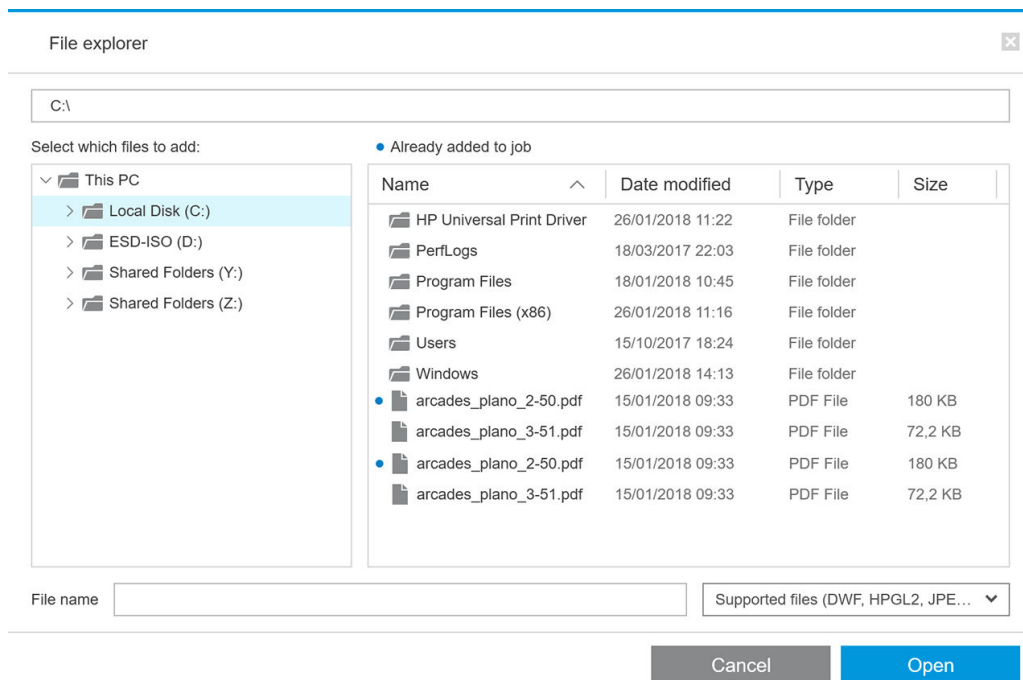 File explorer
C:\
Select which files to add:
Already added to job
This PC
Local Disk (C:)
ESD-ISO (D:)
Shared Folders (Y:)
Shared Folders (Z:)
Name Date modified Type Size
HP Universal Print Driver 26/01/2018 11:22 File folder
PerfLogs 18/03/2017 22:03 File folder
Program Files 18/01/2018 10:45 File folder
Program Files (x86) 26/01/2018 11:16 File folder
Users 15/10/2017 18:24 File folder
Windows 26/01/2018 14:13 File folder
arcades_plano_2-50.pdf 15/01/2018 09:33 PDF File 180 KB
arcades_plano_3-51.pdf 15/01/2018 09:33 PDF File 72,2 KB
arcades_plano_2-50.pdf 15/01/2018 09:33 PDF File 180 KB
arcades_plano_3-51.pdf 15/01/2018 09:33 PDF File 72,2 KB
File name
Supported files (DWF, HPGL2, JPE...
Cancel Open